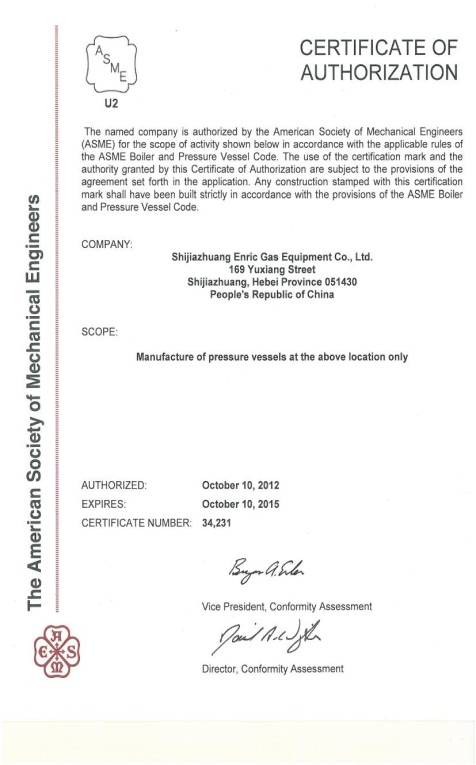 A
S
M
E
U2
CERTIFICATE OF
AUTHORIZATION
The named company is authorized by the American Society of Mechanical Engineers
(ASME) for the scope of activity shown below in accordance with the applicable rules of
the ASME Boiler and Pressure Vessel Code. The use of the certification mark and the
authority granted by this Certificate of Authorization are subject to the provisions of the
agreement set forth in the application. Any construction stamped with this certification
mark shall have been built strictly in accordance with the provisions of the ASME Boiler
and Pressure Vessel Code.
COMPANY:
Shijiazhuang Enric Gas Equipment Co., Ltd.
169 Yuxiang Street
Shijiazhuang, Hebei Province 051430
People's Republic of China
SCOPE:
Manufacture of pressure vessels at the above location only
AUTHORIZED: October 10, 2012
EXPIRES: October 10, 2015
CERTIFICATE NUMBER: 34,231
Vice President, Conformity Assessment
Director, Conformity Assessment
The American Society of Mechanical Engineers
A
E S
M